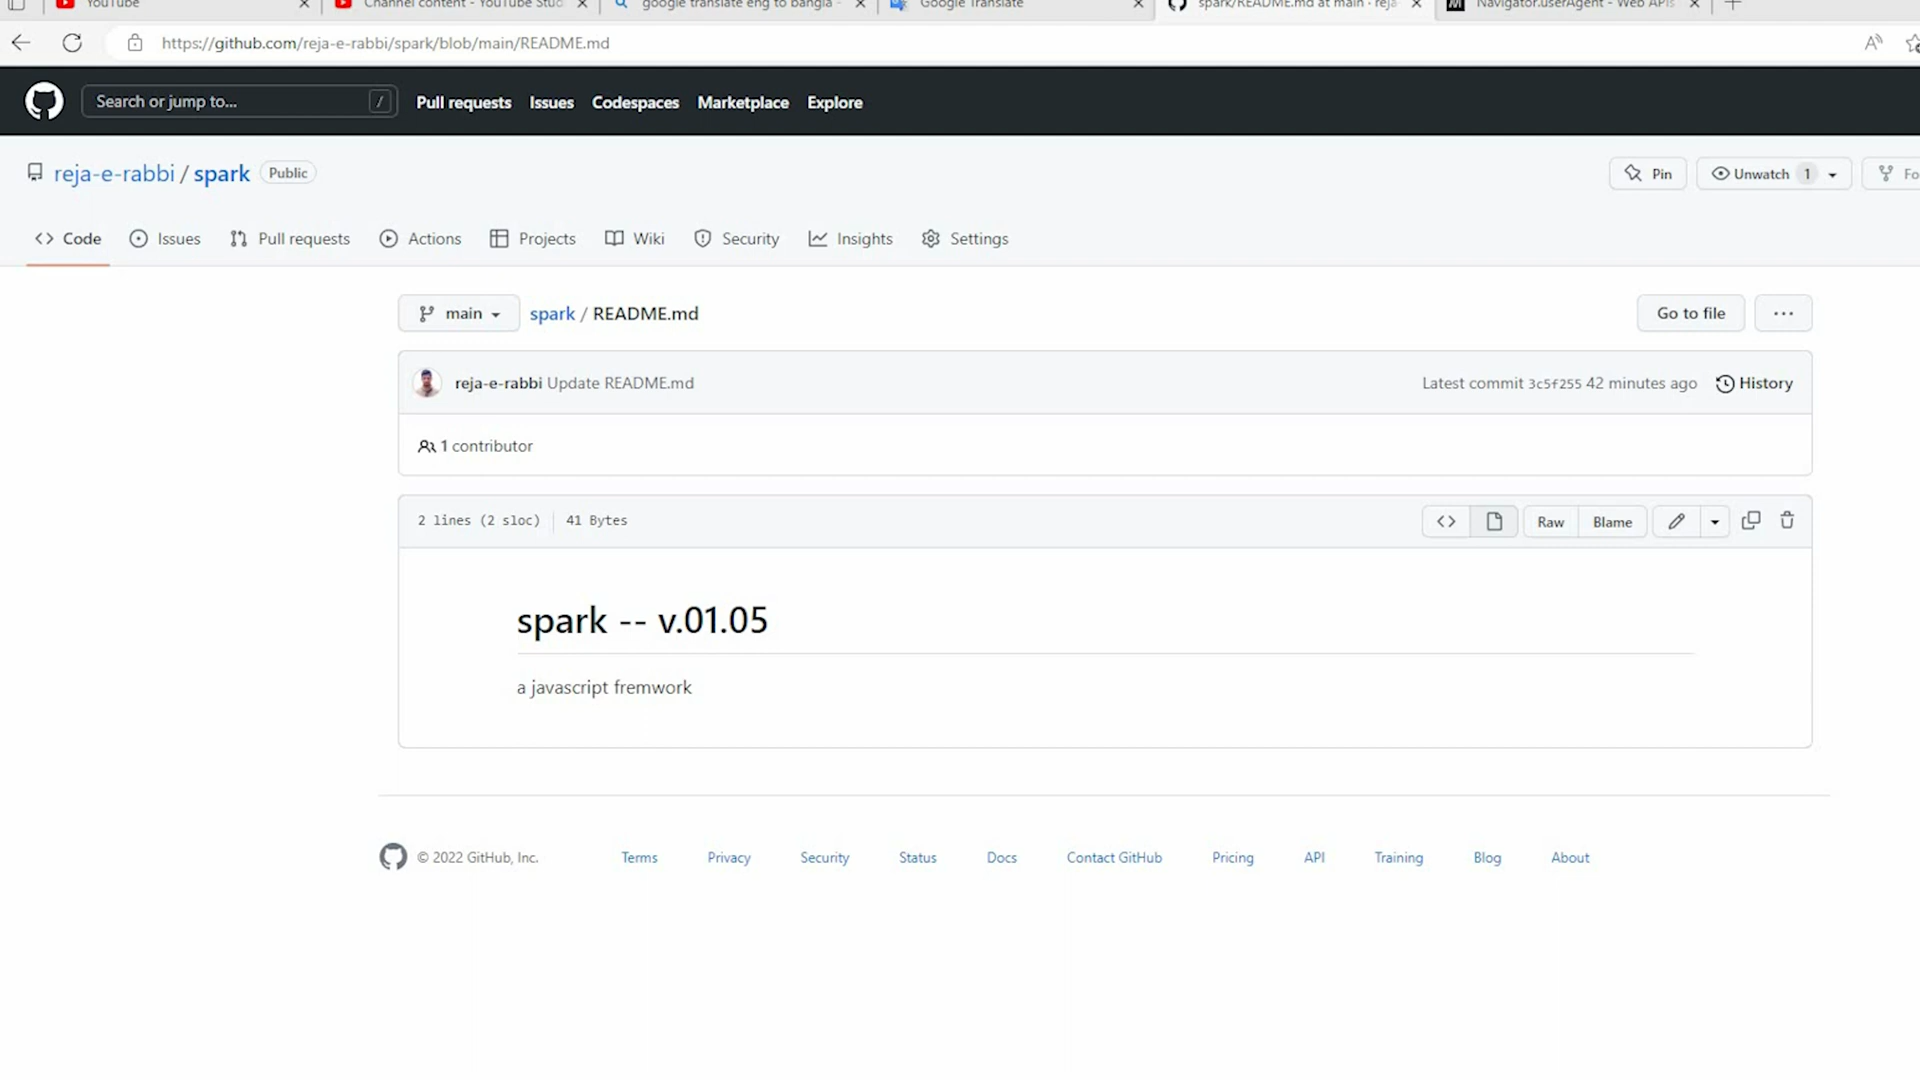 YouTube
Channel content - YouTube Stud
google translate eng to bangla -
Google Translate
spark/README.md at main · reja
Navigator.userAgent - Web APIs
https://github.com/reja-e-rabbi/spark/blob/main/README.md
Search or jump to... /
Pull requests Issues Codespaces Marketplace Explore
reja-e-rabbi / spark Public
Pin Unwatch 1 Fo
Code Issues Pull requests Actions Projects Wiki Security Insights Settings
main spark / README.md Go to file ...
reja-e-rabbi Update README.md Latest commit 3c5f255 42 minutes ago History
1 contributor
2 lines (2 sloc) 41 Bytes Raw Blame
spark -- v.01.05
a javascript fremwork
© 2022 GitHub, Inc. Terms Privacy Security Status Docs Contact GitHub Pricing API Training Blog About